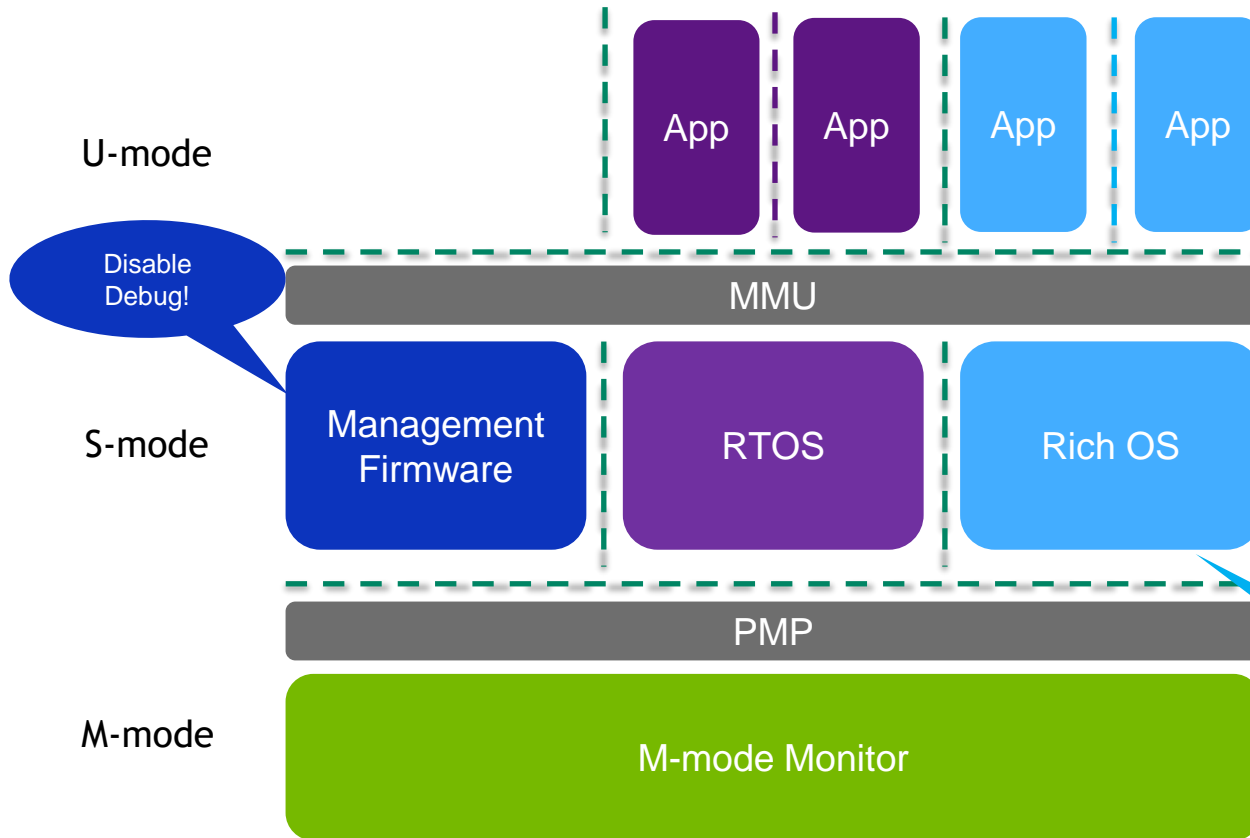 App
App
App
App
U-mode
Disable
Debug!
MMU
Management
Firmware
RTOS
Rich OS
S-mode
PMP
M-mode
M-mode Monitor